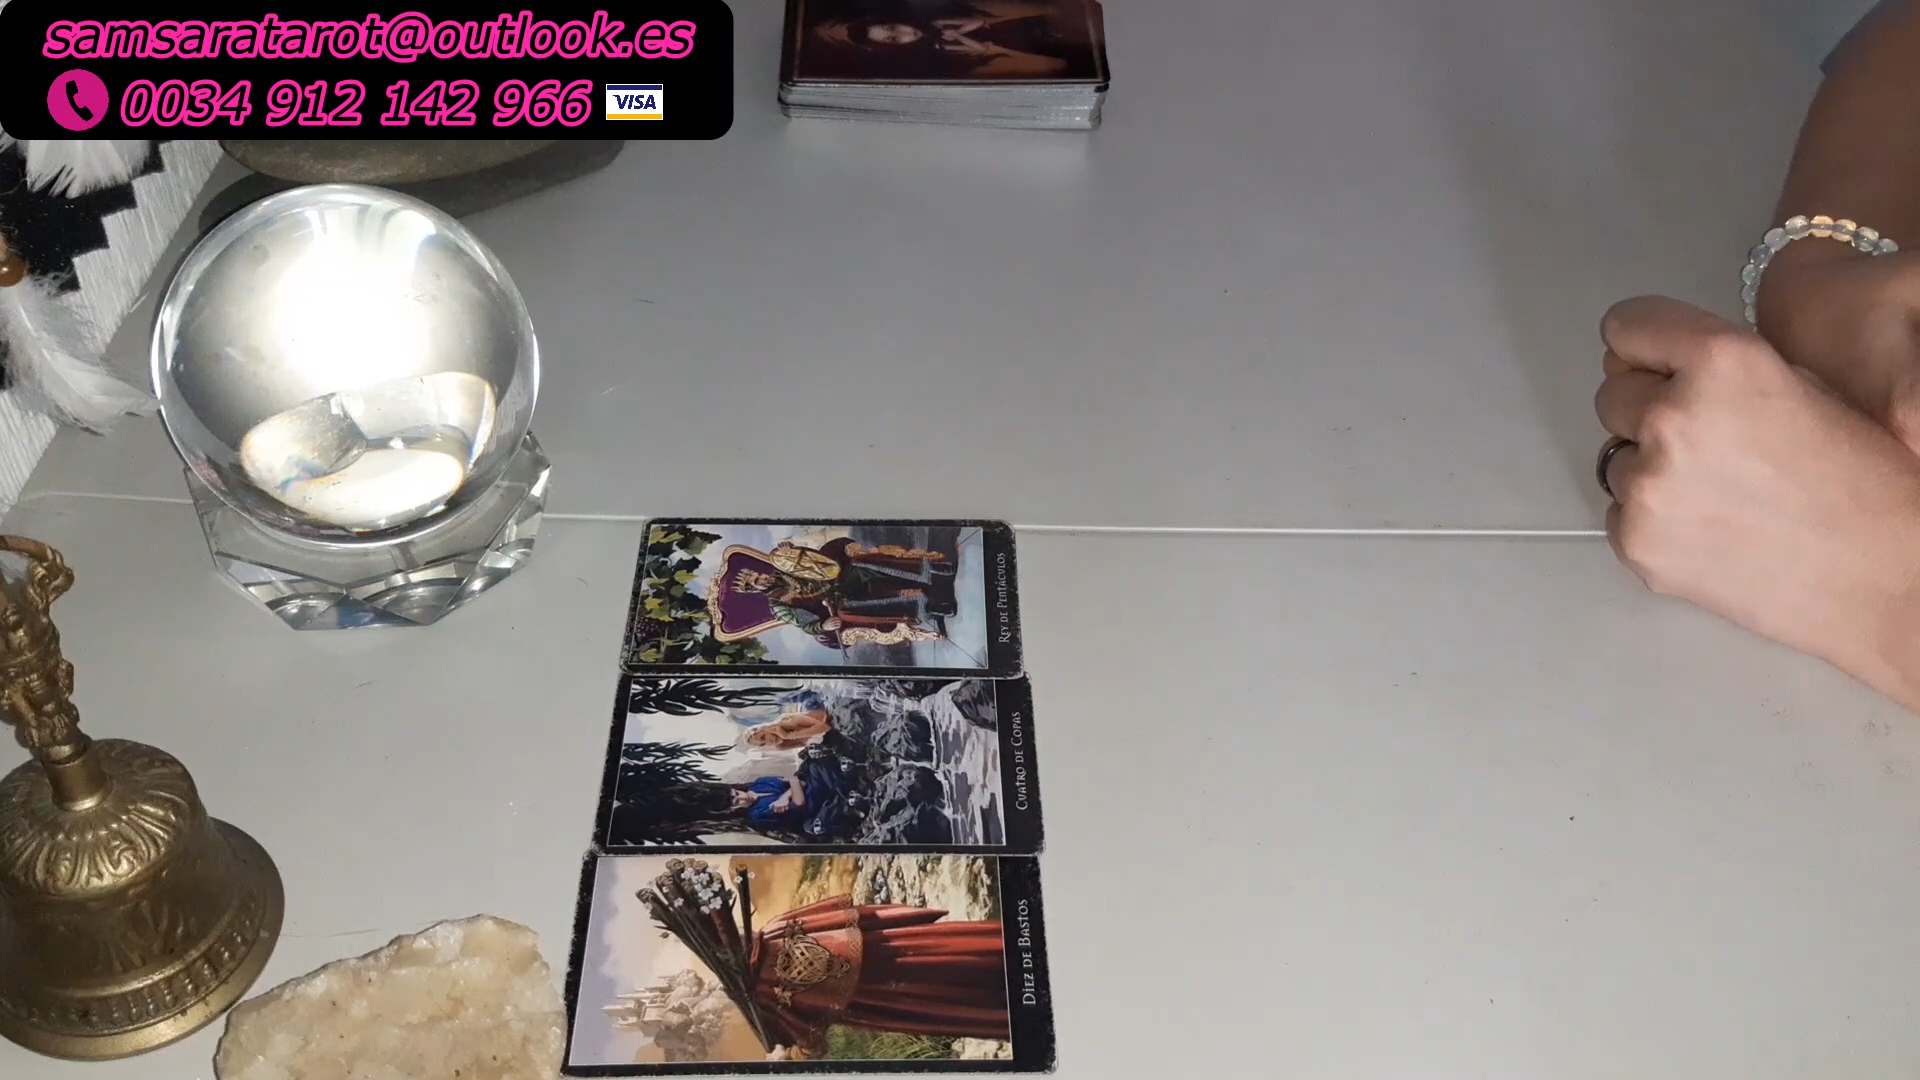 samsaratarot@outlook.es
0034 912 142 966 VISA
Rey de Pentáculos
Cuatro de Copas
Diez de Bastos